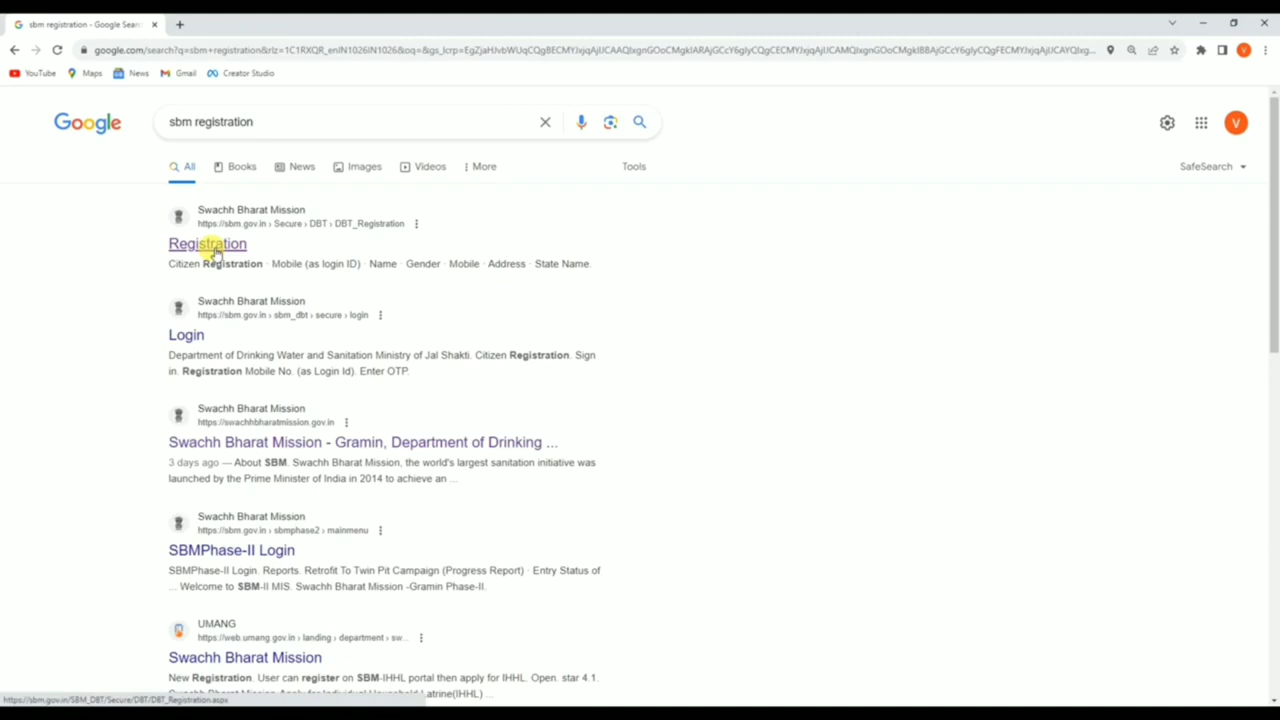 sbm registration - Google Sear
google.com/search?q=sbm+registration&rlz=1C1RXQR_enIN1026IN1026&oq=&gs_lcrp=
YouTube Maps News Gmail Creator Studio
Google
sbm registration
V
All Books News Images Videos More Tools SafeSearch
Swachh Bharat Mission
https://sbm.gov.in › Secure › DBT › DBT_Registration
Registration
Citizen Registration · Mobile (as login ID) · Name · Gender · Mobile · Address · State Name.
Swachh Bharat Mission
https://sbm.gov.in › sbm_dbt › secure › login
Login
Department of Drinking Water and Sanitation Ministry of Jal Shakti. Citizen Registration. Sign
in. Registration Mobile No. (as Login Id). Enter OTP.
Swachh Bharat Mission
https://swachhbharatmission.gov.in
Swachh Bharat Mission - Gramin, Department of Drinking ...
3 days ago — About SBM. Swachh Bharat Mission, the world's largest sanitation initiative was
launched by the Prime Minister of India in 2014 to achieve an ...
Swachh Bharat Mission
https://sbm.gov.in › sbmphase2 › mainmenu
SBMPhase-II Login
SBMPhase-II Login. Reports. Retrofit To Twin Pit Campaign (Progress Report) · Entry Status of
... Welcome to SBM-II MIS. Swachh Bharat Mission -Gramin Phase-II.
UMANG
https://web.umang.gov.in › landing › department › sw...
Swachh Bharat Mission
New Registration. User can register on SBM-IHHL portal then apply for IHHL. Open. star 4.1.
Swachh Bharat Mission. Apply for Individual Household Latrine(IHHL) ...
https://sbm.gov.in/SBM_DBT/Secure/DBT/DBT_Registration.aspx